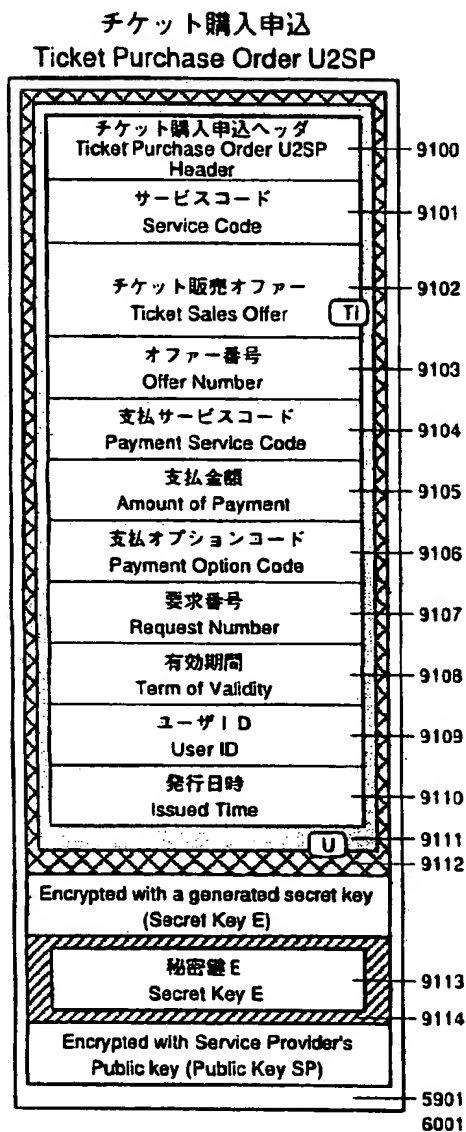 チケット購入申込
Ticket Purchase Order U2SP
チケット購入申込ヘッダ
Ticket Purchase Order U2SP
Header
9100
サービスコード
Service Code
9101
チケット販売オファー
Ticket Sales Offer
TI
9102
オファー番号
Offer Number
9103
支払サービスコード
Payment Service Code
9104
支払金額
Amount of Payment
9105
支払オプションコード
Payment Option Code
9106
要求番号
Request Number
9107
有効期間
Term of Validity
9108
ユーザID
User ID
9109
発行日時
Issued Time
9110
U
9111
9112
Encrypted with a generated secret key
(Secret Key E)
秘密鍵E
Secret Key E
9113
9114
Encrypted with Service Provider's
Public key (Public Key SP)
5901
6001